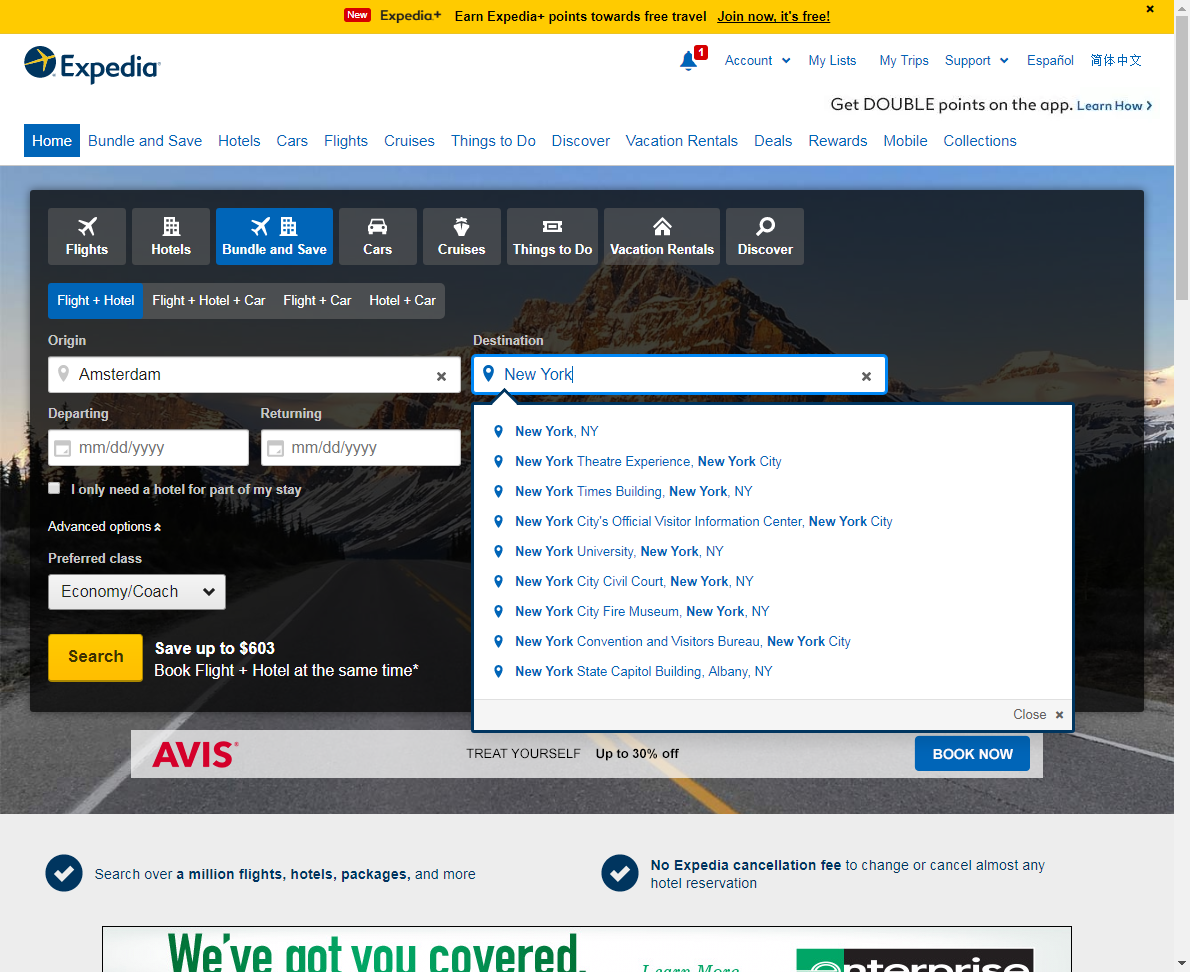 New Expedia+ Earn Expedia+ points towards free travel Join now, it's free!
Expedia
1 Account My Lists My Trips Support Español 简体中文
Get DOUBLE points on the app. Learn How
Home Bundle and Save Hotels Cars Flights Cruises Things to Do Discover Vacation Rentals Deals Rewards Mobile Collections
Flights Hotels Bundle and Save Cars Cruises Things to Do Vacation Rentals Discover
Flight + Hotel Flight + Hotel + Car Flight + Car Hotel + Car
Origin Destination
Amsterdam New York
Departing Returning
mm/dd/yyyy mm/dd/yyyy
I only need a hotel for part of my stay
Advanced options
Preferred class
Economy/Coach
Search
Save up to $603
Book Flight + Hotel at the same time*
New York, NY
New York Theatre Experience, New York City
New York Times Building, New York, NY
New York City's Official Visitor Information Center, New York City
New York University, New York, NY
New York City Civil Court, New York, NY
New York City Fire Museum, New York, NY
New York Convention and Visitors Bureau, New York City
New York State Capitol Building, Albany, NY
Close
AVIS TREAT YOURSELF Up to 30% off BOOK NOW
Search over a million flights, hotels, packages, and more
No Expedia cancellation fee to change or cancel almost any
hotel reservation
We've got you covered.
Learn More
enterprise